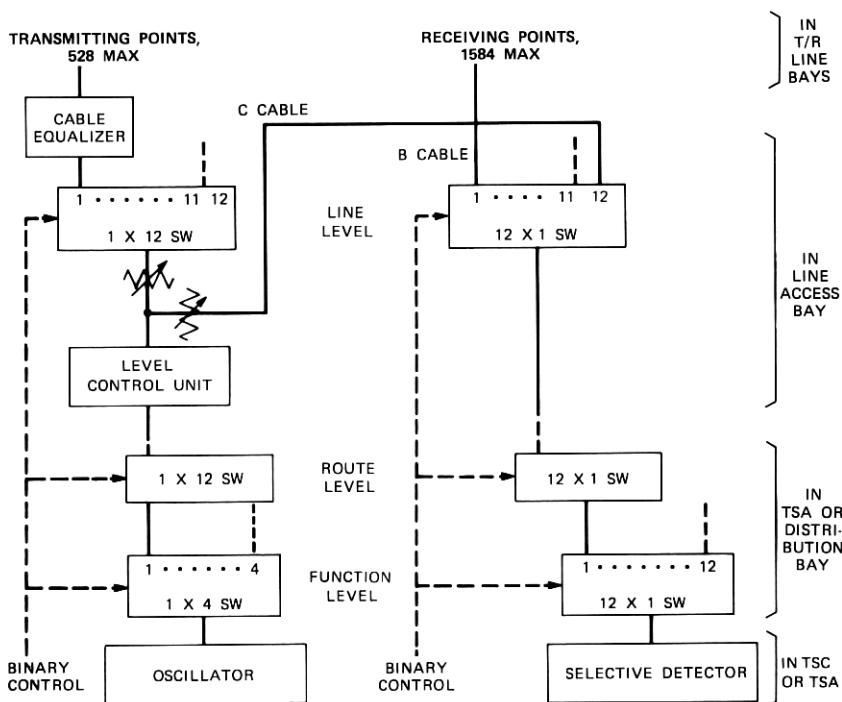 TRANSMITTING POINTS,
528 MAX
RECEIVING POINTS,
1584 MAX
IN
T/R
LINE
BAYS
CABLE
EQUALIZER
C CABLE
B CABLE
1 · · · · · · 11 12
1 X 12 SW
LINE
LEVEL
1 · · · · 11 12
12 X 1 SW
IN
LINE
ACCESS
BAY
LEVEL
CONTROL UNIT
1 X 12 SW
ROUTE
LEVEL
12 X 1 SW
IN
TSA OR
DISTRI-
BUTION
BAY
1 · · · · · · 4
1 X 4 SW
FUNCTION
LEVEL
1 · · · · · · · 12
12 X 1 SW
BINARY
CONTROL
OSCILLATOR
BINARY
CONTROL
SELECTIVE DETECTOR
IN TSC
OR TSA